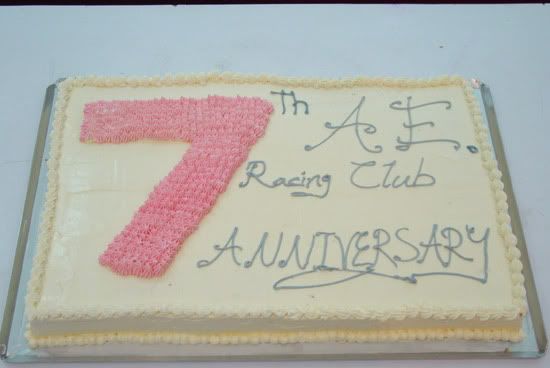 7Th A.E.
Racing Club
ANNIVERSARY